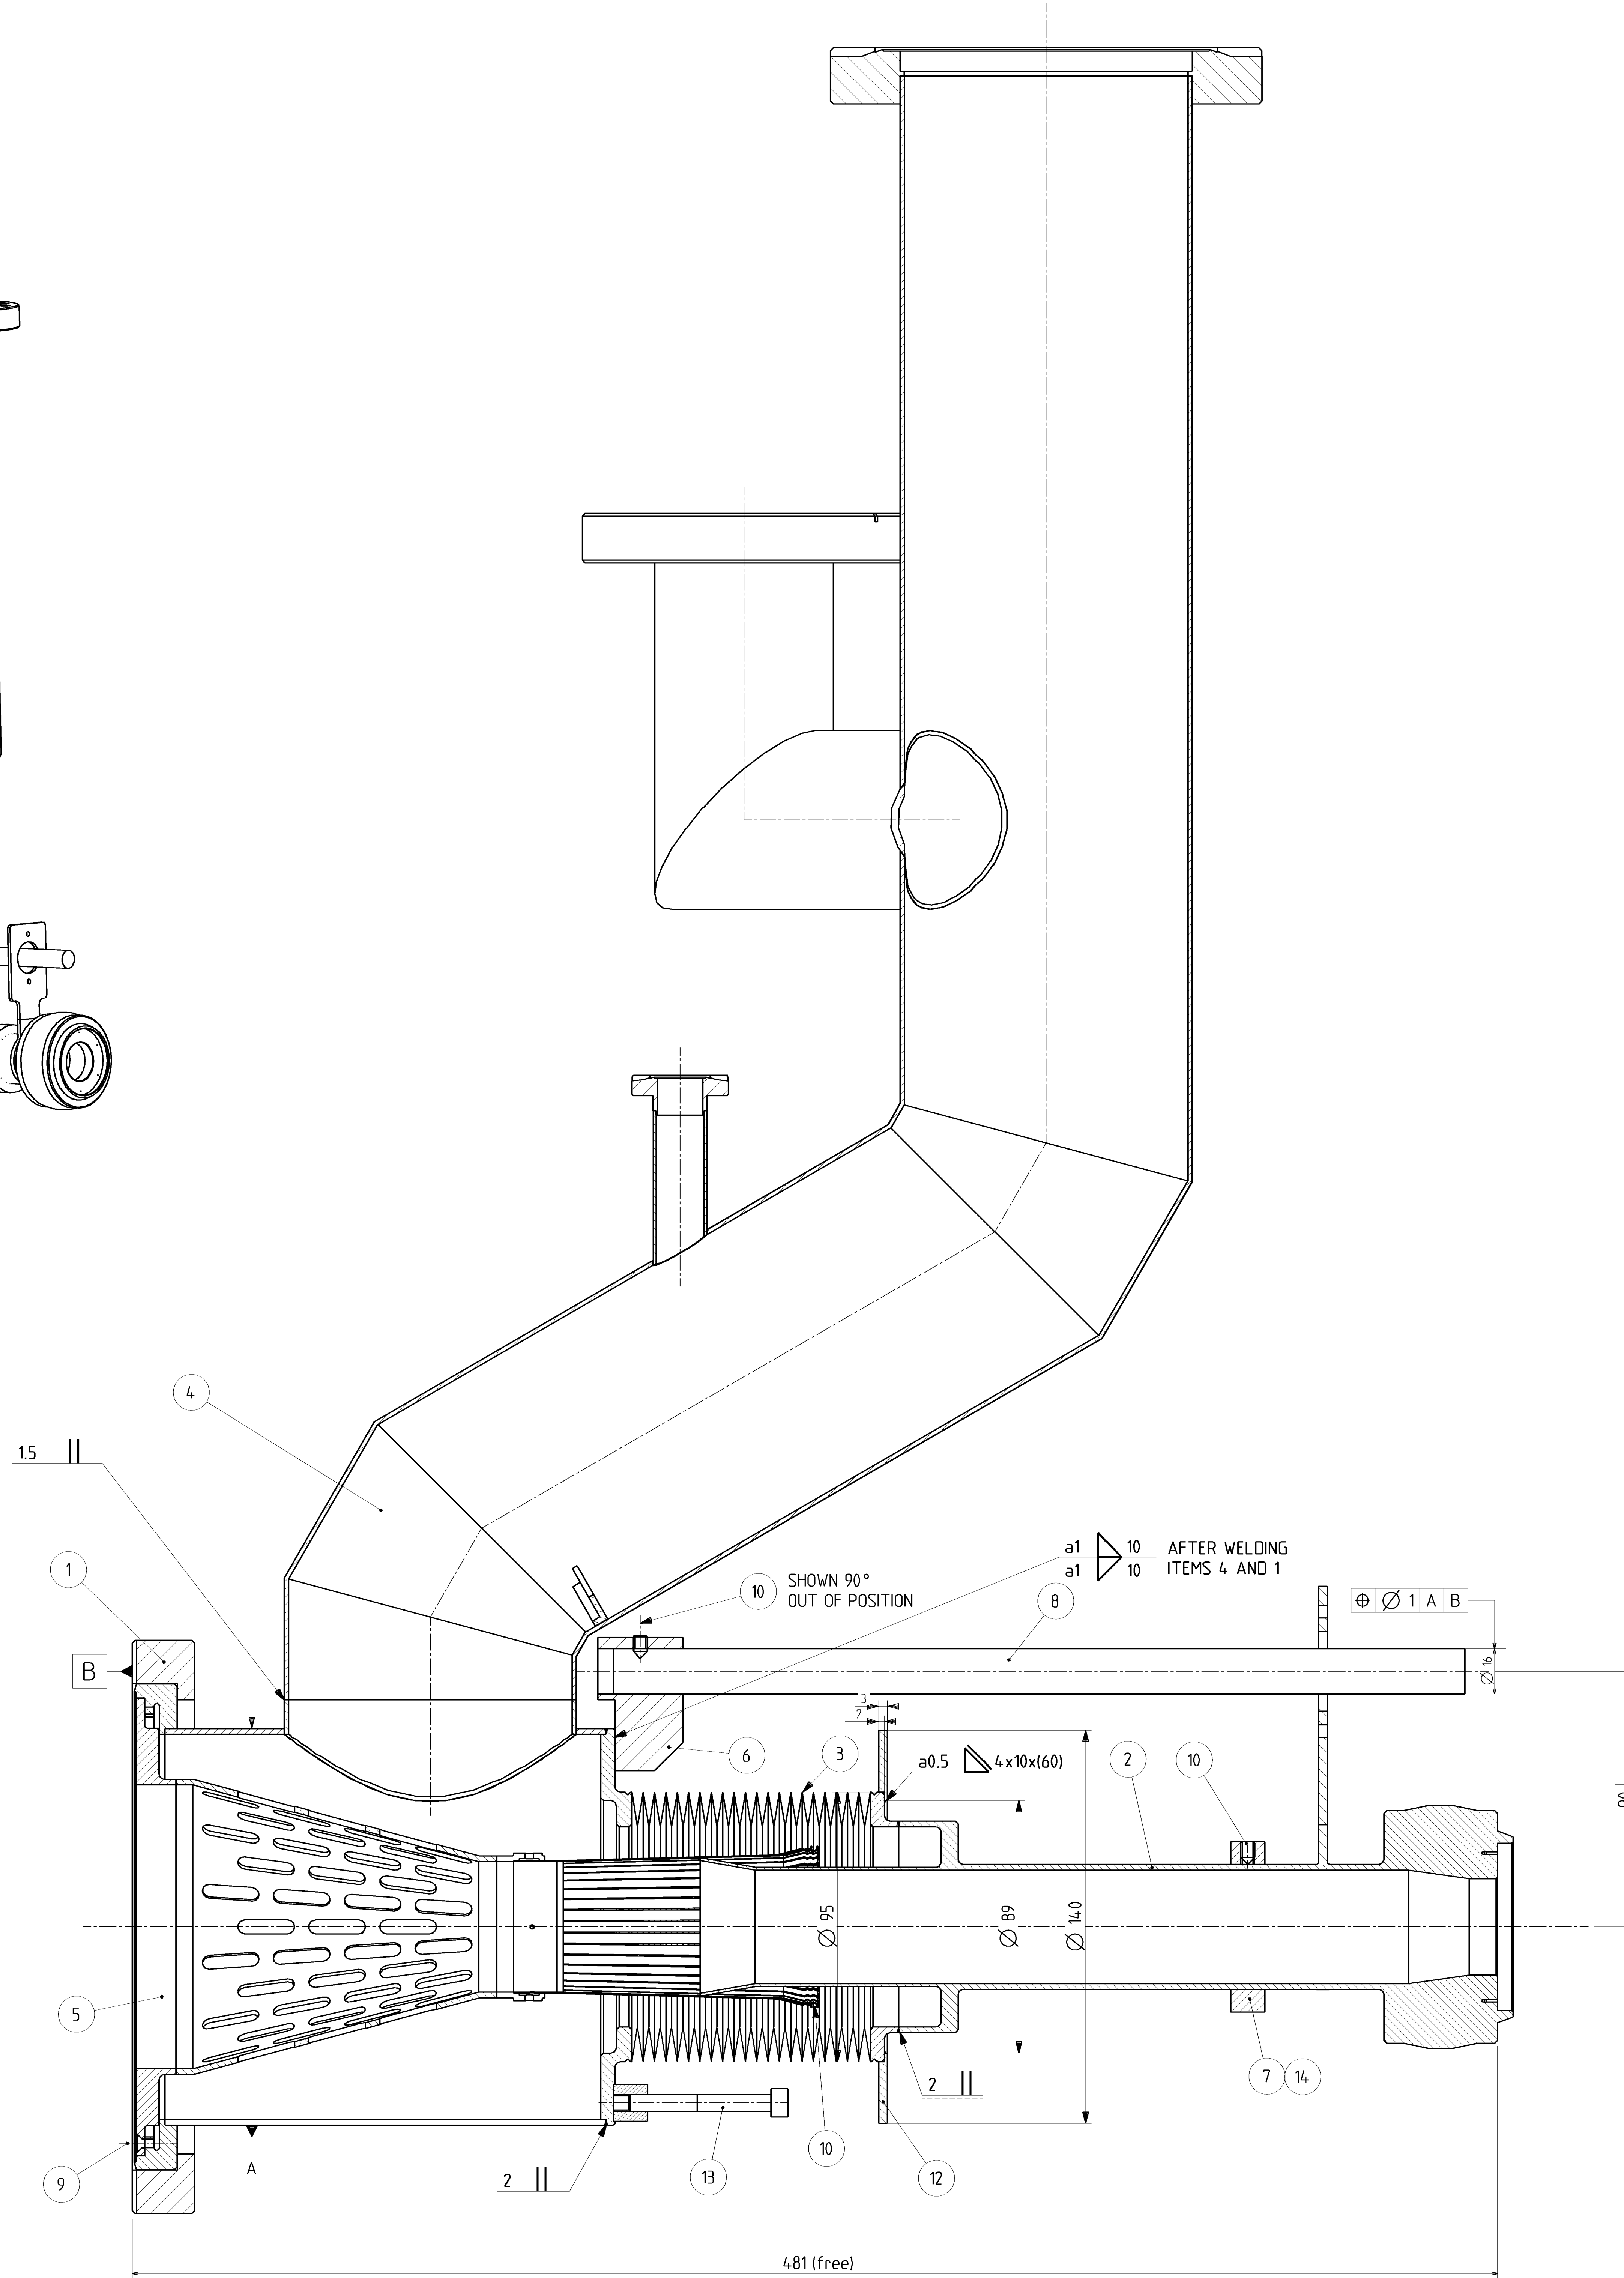 4
1.5
1
a1 10 AFTER WELDING
a1 10 ITEMS 4 AND 1
10 SHOWN 90°
OUT OF POSITION
8
⌖ Ø 1 A B
B
Ø 16
3
2
6
3
a0.5 4x10x(60)
2
10
Ø 95
Ø 89
Ø 140
5
2
7
14
10
A
9
2
13
12
481 (free)